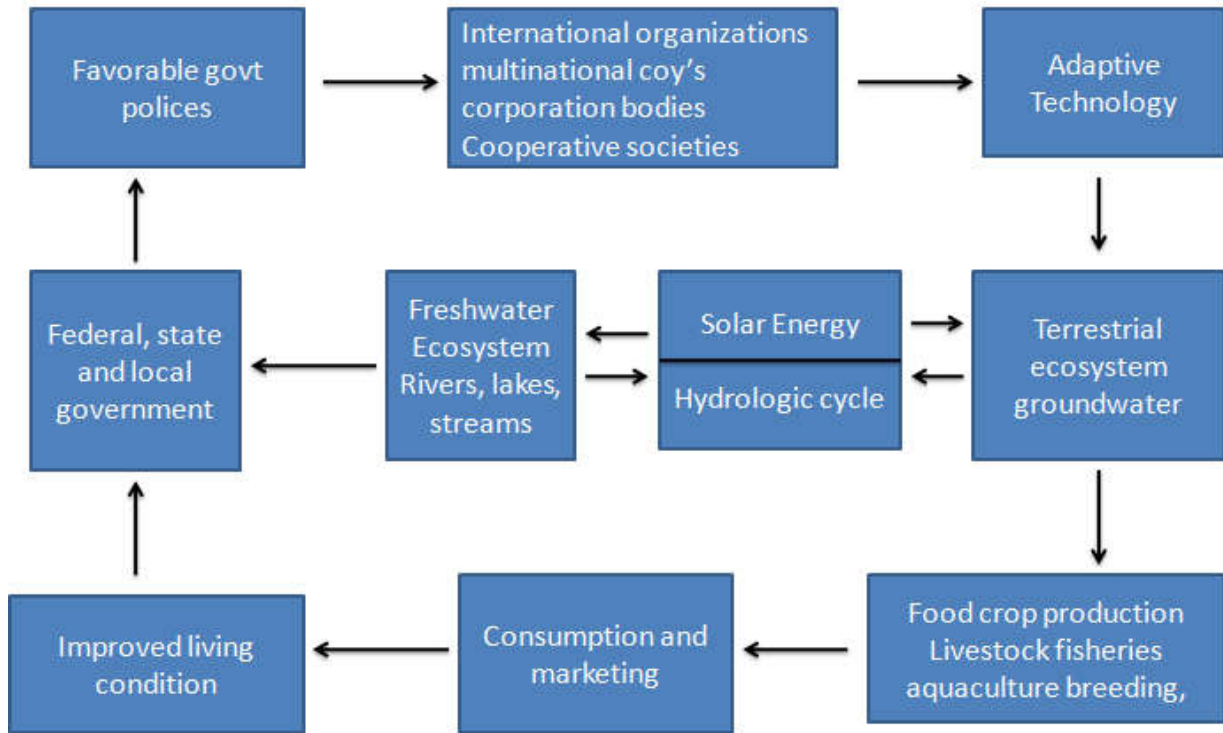 Favorable govt
polices
International organizations
multinational coy's
corporation bodies
Cooperative societies
Adaptive
Technology
Federal, state
and local
government
Freshwater
Ecosystem
Rivers, lakes,
streams
Solar Energy
Hydrologic cycle
Terrestrial
ecosystem
groundwater
Improved living
condition
Consumption and
marketing
Food crop production
Livestock fisheries
aquaculture breeding,